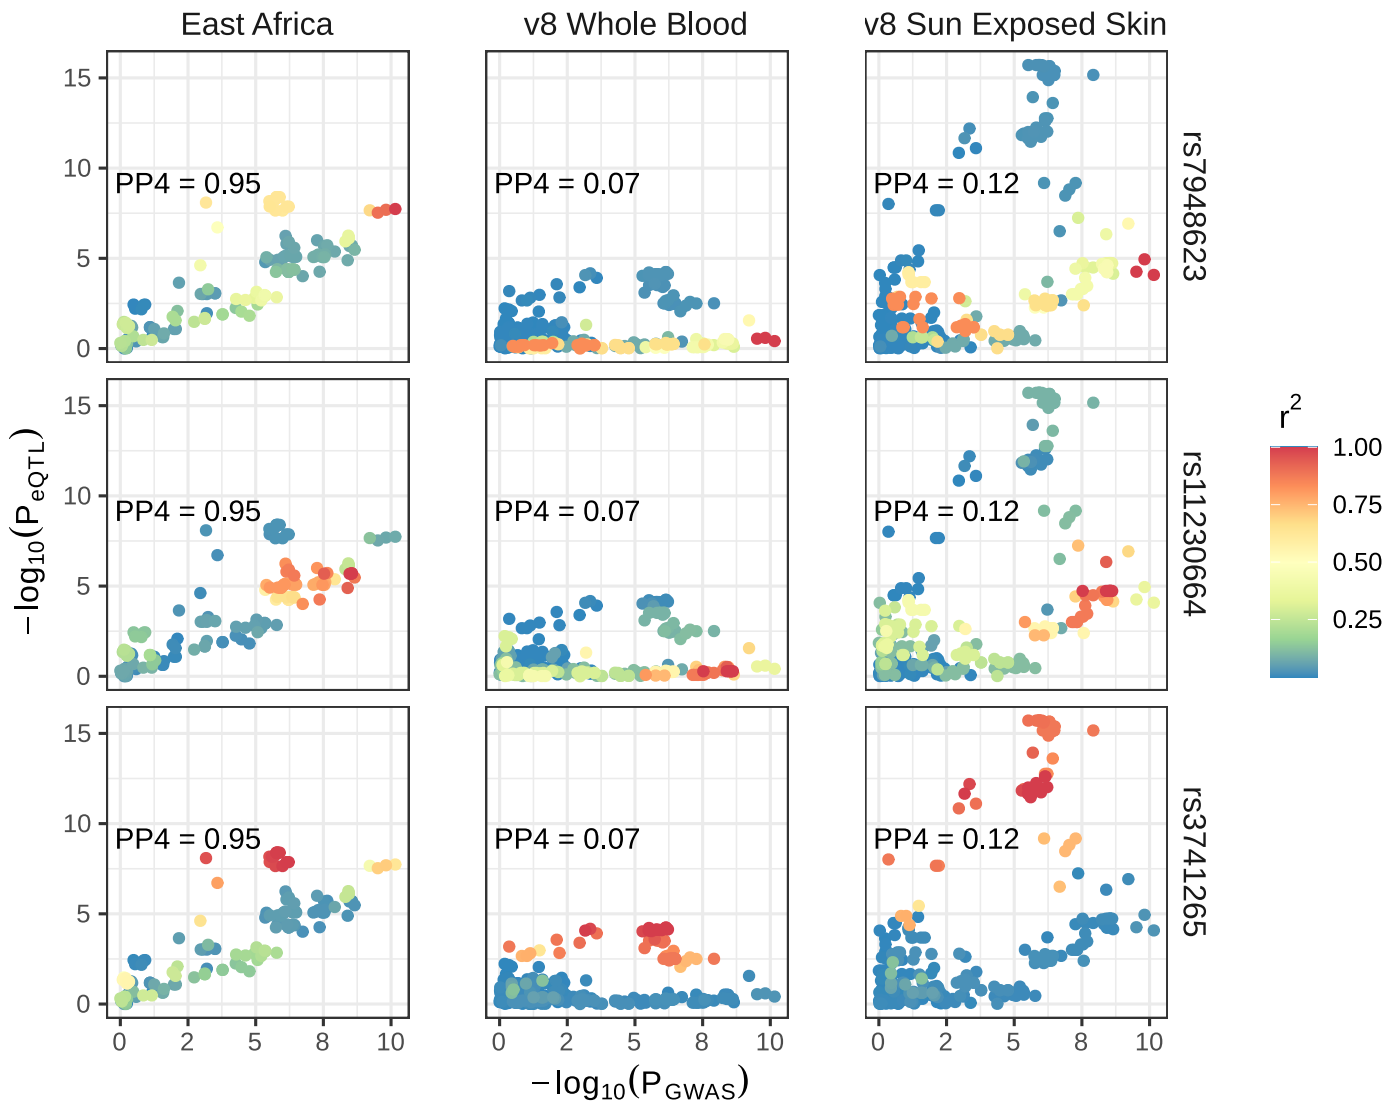 East Africa
v8 Whole Blood
v8 Sun Exposed Skin
15
10
5
0
PP4 = 0.95
PP4 = 0.07
PP4 = 0.12
rs7948623
15
10
5
0
PP4 = 0.95
PP4 = 0.07
PP4 = 0.12
rs11230664
15
10
5
0
PP4 = 0.95
PP4 = 0.07
PP4 = 0.12
rs3741265
0 2 5 8 10
0 2 5 8 10
0 2 5 8 10
−log10(PGWAS)
−log10(PeQTL)
r2
1.00
0.75
0.50
0.25